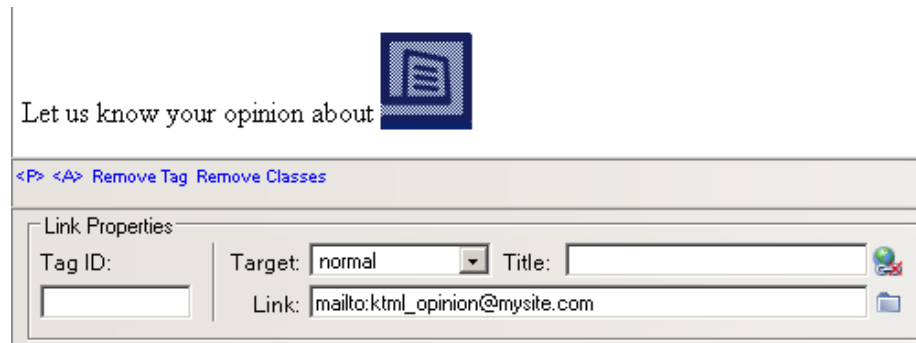 Let us know your opinion about
<P> <A> Remove Tag Remove Classes
Link Properties
Tag ID: Target: normal Title:
Link: mailto:ktml_opinion@mysite.com